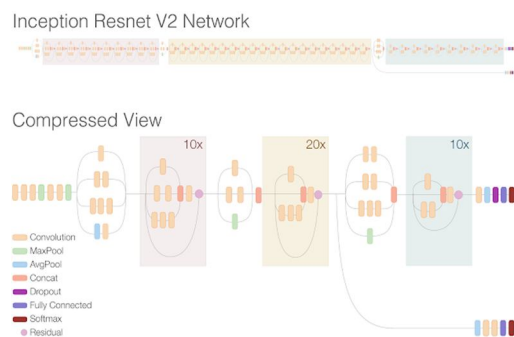 Inception Resnet V2 Network
Compressed View
10x
20x
10x
Convolution
MaxPool
AvgPool
Concat
Dropout
Fully Connected
Softmax
Residual